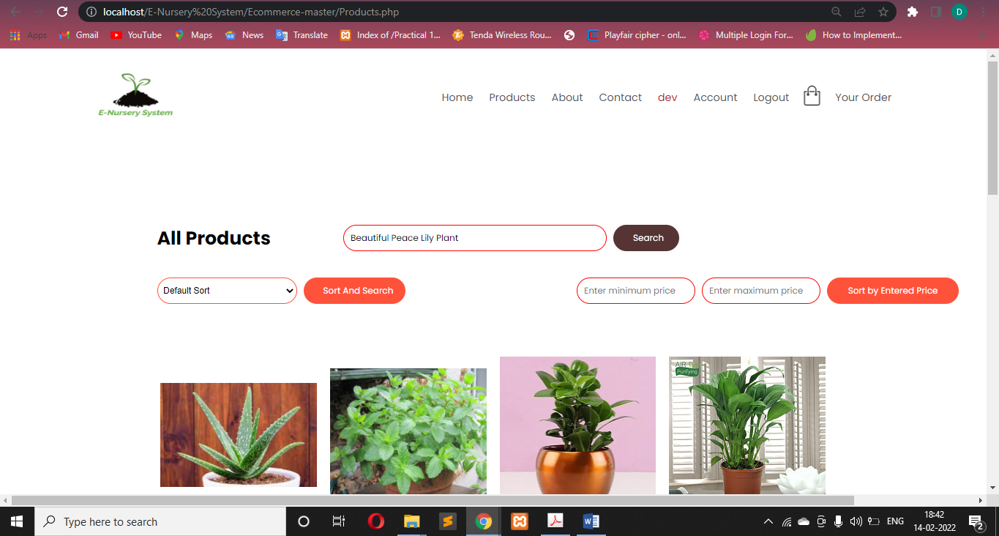 localhost/E-Nursery%20System/Ecommerce-master/Products.php
D
Apps Gmail YouTube Maps News Translate Index of /Practical 1... Tenda Wireless Rou... Playfair cipher - onl... Multiple Login For... How to Implement...
E-Nursery System
Home Products About Contact dev Account Logout Your Order
All Products
Beautiful Peace Lily Plant
Search
Default Sort
Sort And Search
Enter minimum price
Enter maximum price
Sort by Entered Price
Purifying
Type here to search
ENG
18:42
14-02-2022
2